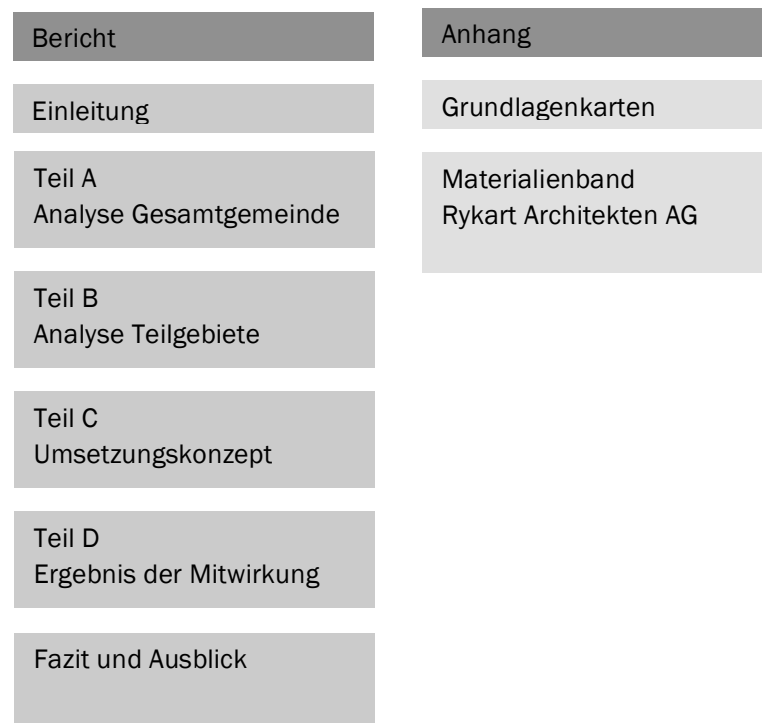 Bericht
Einleitung
Teil A
Analyse Gesamtgemeinde
Teil B
Analyse Teilgebiete
Teil C
Umsetzungskonzept
Teil D
Ergebnis der Mitwirkung
Fazit und Ausblick
Anhang
Grundlagenkarten
Materialienband
Rykart Architekten AG